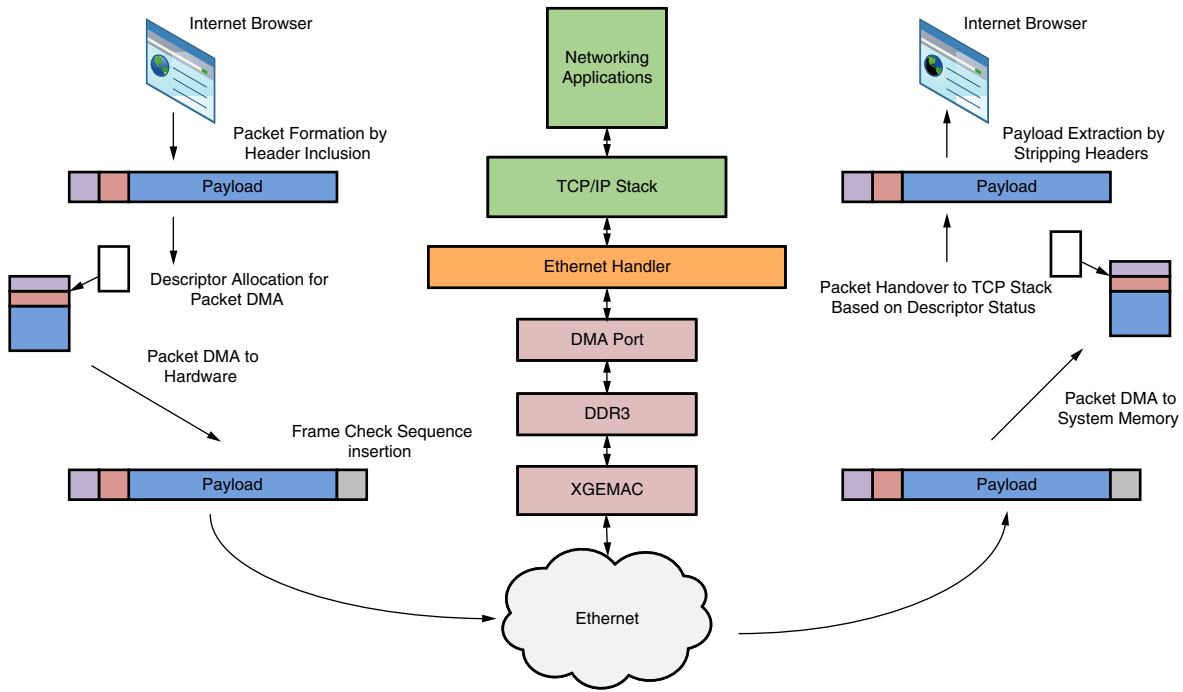 Internet Browser
Packet Formation by
Header Inclusion
Payload
Descriptor Allocation for
Packet DMA
Packet DMA to
Hardware
Frame Check Sequence
insertion
Payload
Networking
Applications
TCP/IP Stack
Ethernet Handler
DMA Port
DDR3
XGEMAC
Ethernet
Internet Browser
Payload Extraction by
Stripping Headers
Payload
Packet Handover to TCP Stack
Based on Descriptor Status
Packet DMA to
System Memory
Payload